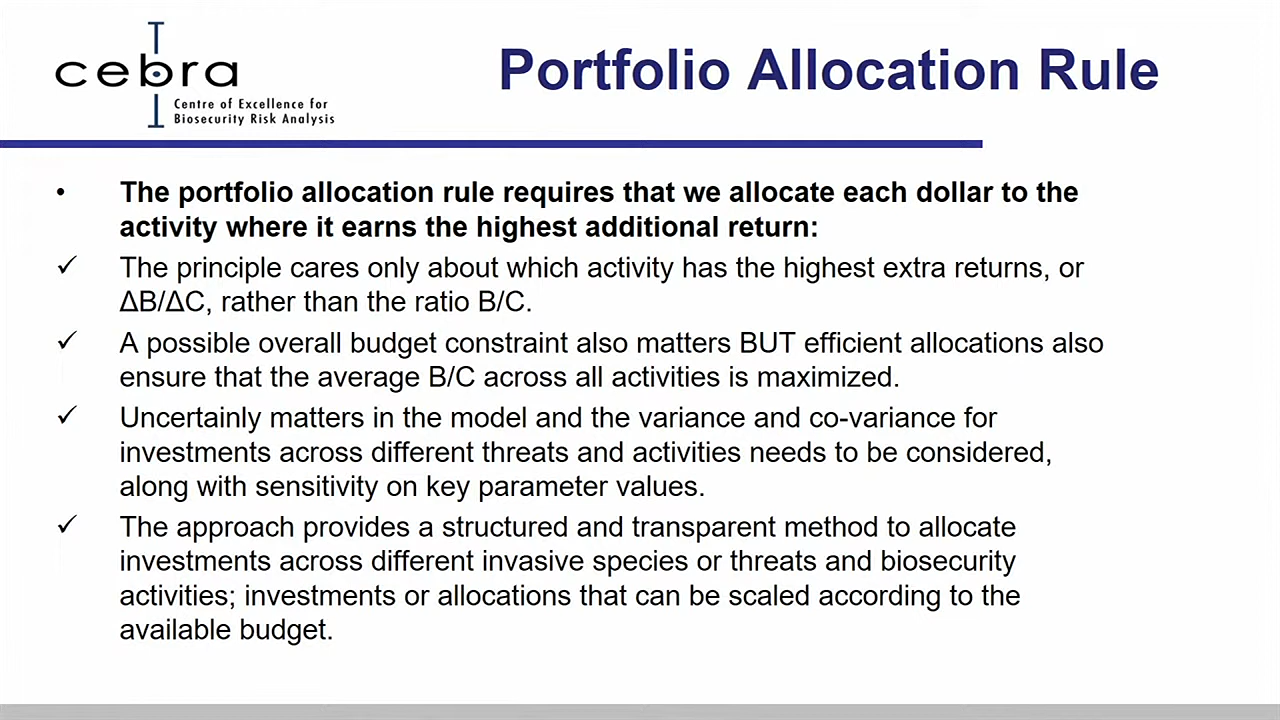 cebra
Centre of Excellence for
Biosecurity Risk Analysis
Portfolio Allocation Rule
• The portfolio allocation rule requires that we allocate each dollar to the
activity where it earns the highest additional return:
✓ The principle cares only about which activity has the highest extra returns, or
ΔB/ΔC, rather than the ratio B/C.
✓ A possible overall budget constraint also matters BUT efficient allocations also
ensure that the average B/C across all activities is maximized.
✓ Uncertainly matters in the model and the variance and co-variance for
investments across different threats and activities needs to be considered,
along with sensitivity on key parameter values.
✓ The approach provides a structured and transparent method to allocate
investments across different invasive species or threats and biosecurity
activities; investments or allocations that can be scaled according to the
available budget.